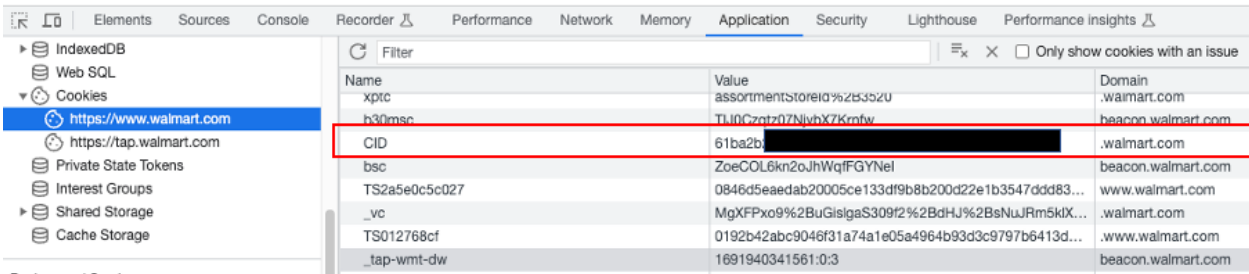 Elements Sources Console Recorder Performance Network Memory Application Security Lighthouse Performance insights
IndexedDB
Web SQL
Cookies
https://www.walmart.com
https://tap.walmart.com
Private State Tokens
Interest Groups
Shared Storage
Cache Storage
Filter Only show cookies with an issue
Name Value Domain
xptc assortmentStoreId%2B3520 .walmart.com
b30msc beacon.walmart.com
CID 61ba2b .walmart.com
bsc ZoeCOL6kn2oJhWqfFGYNeI beacon.walmart.com
TS2a5e0c5c027 0846d5eaedab20005ce133df9b8b200d22e1b3547ddd83... www.walmart.com
_vc MgXFPxo9%2BuGislgaS309f2%2BdHJ%2BsNuJRm5klX... .walmart.com
TS012768cf 0192b42abc9046f31a74a1e05a4964b93d3c9797b6413d... .www.walmart.com
_tap-wmt-dw 1691940341561:0:3 beacon.walmart.com